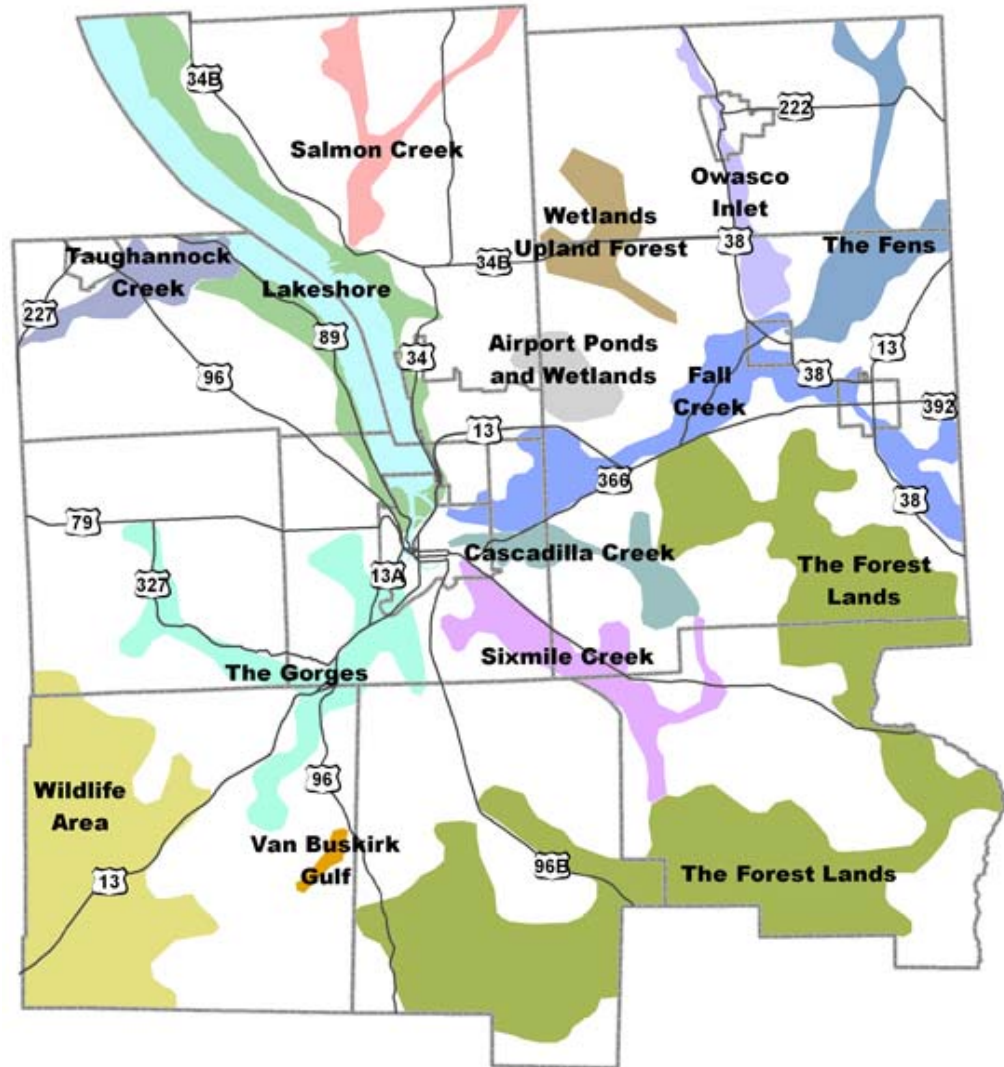 34B
222
Salmon Creek
Owasco
Inlet
Wetlands
Upland Forest
38
The Fens
34B
Taughannock
Creek
Lakeshore
227
89
34
96
Airport Ponds
and Wetlands
13
38
Fall
Creek
392
13
366
38
79
Cascadilla Creek
13A
327
The Forest
Lands
Sixmile Creek
The Gorges
96
Wildlife
Area
Van Buskirk
Gulf
96B
13
The Forest Lands